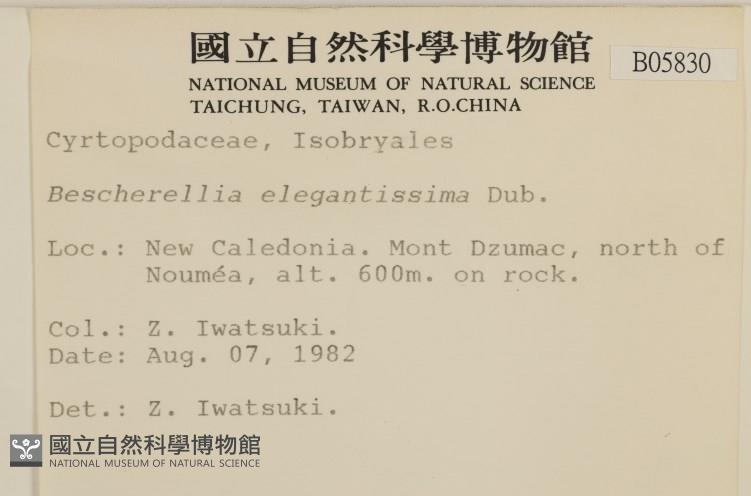 國立自然科學博物館
B05830
NATIONAL MUSEUM OF NATURAL SCIENCE
TAICHUNG, TAIWAN, R.O.CHINA
Cyrtopodaceae, Isobryales
Bescherellia elegantissima Dub.
Loc.: New Caledonia. Mont Dzumac, north of
Nouméa, alt. 600m. on rock.
Col.: Z. Iwatsuki.
Date: Aug. 07, 1982
Det.: Z. Iwatsuki.
國立自然科學博物館
NATIONAL MUSEUM OF NATURAL SCIENCE